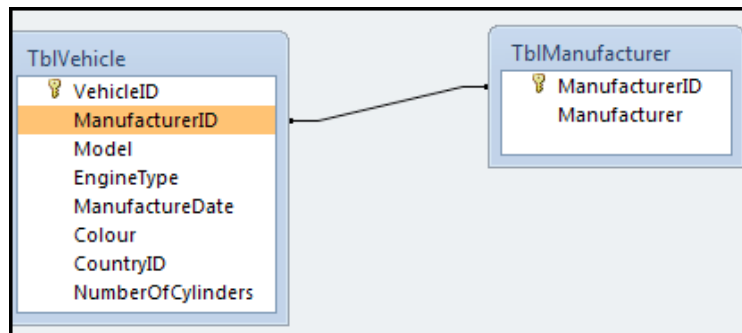 TblVehicle
VehicleID
ManufacturerID
Model
EngineType
ManufactureDate
Colour
CountryID
NumberOfCylinders
TblManufacturer
ManufacturerID
Manufacturer